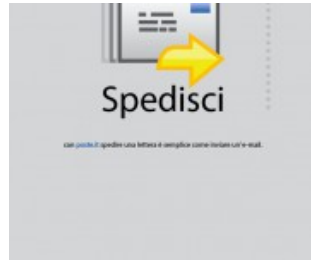 Spedisci
con poste.it spedire una lettera è semplice come inviare un'e-mail.